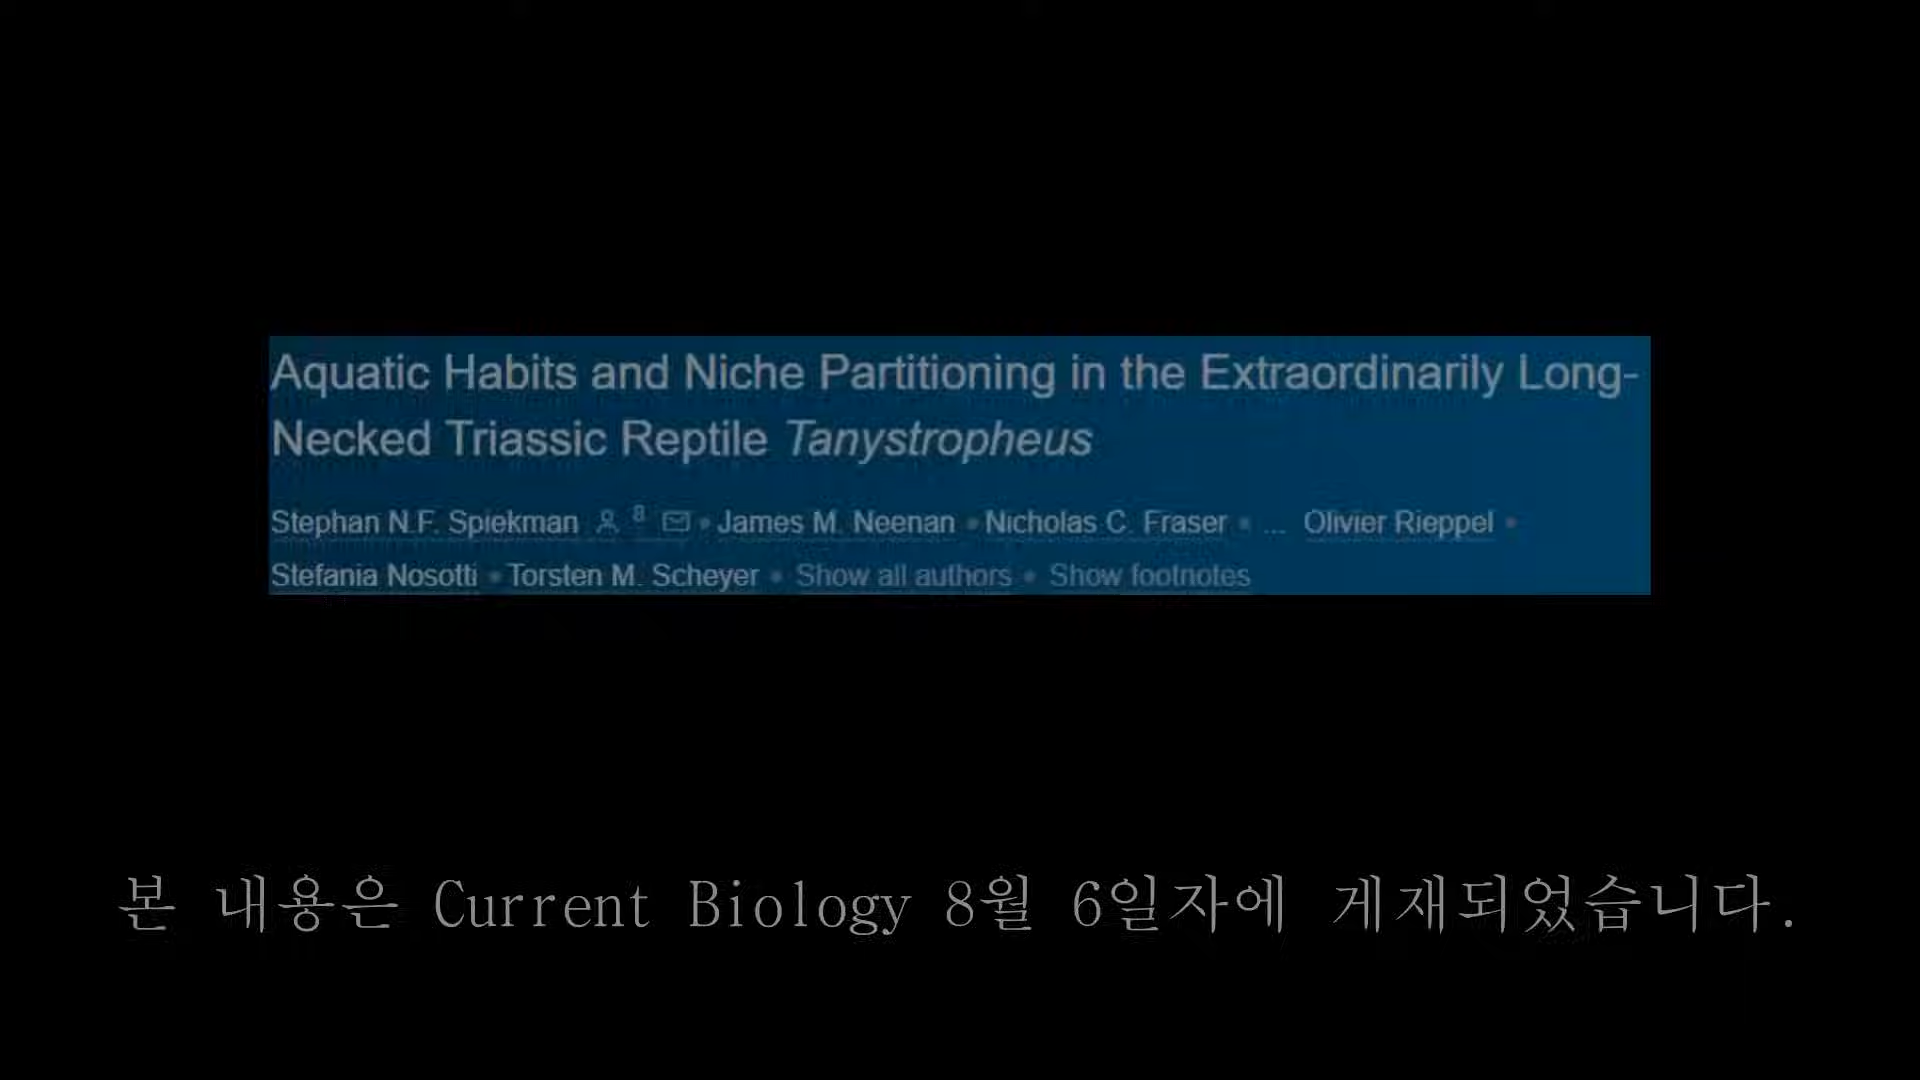 Aquatic Habits and Niche Partitioning in the Extraordinarily Long-
Necked Triassic Reptile Tanystropheus
Stephan N.F. Spiekman 8 • James M. Neenan • Nicholas C. Fraser • ... Olivier Rieppel •
Stefania Nosotti • Torsten M. Scheyer • Show all authors • Show footnotes
본 내용은 Current Biology 8월 6일자에 게재되었습니다.